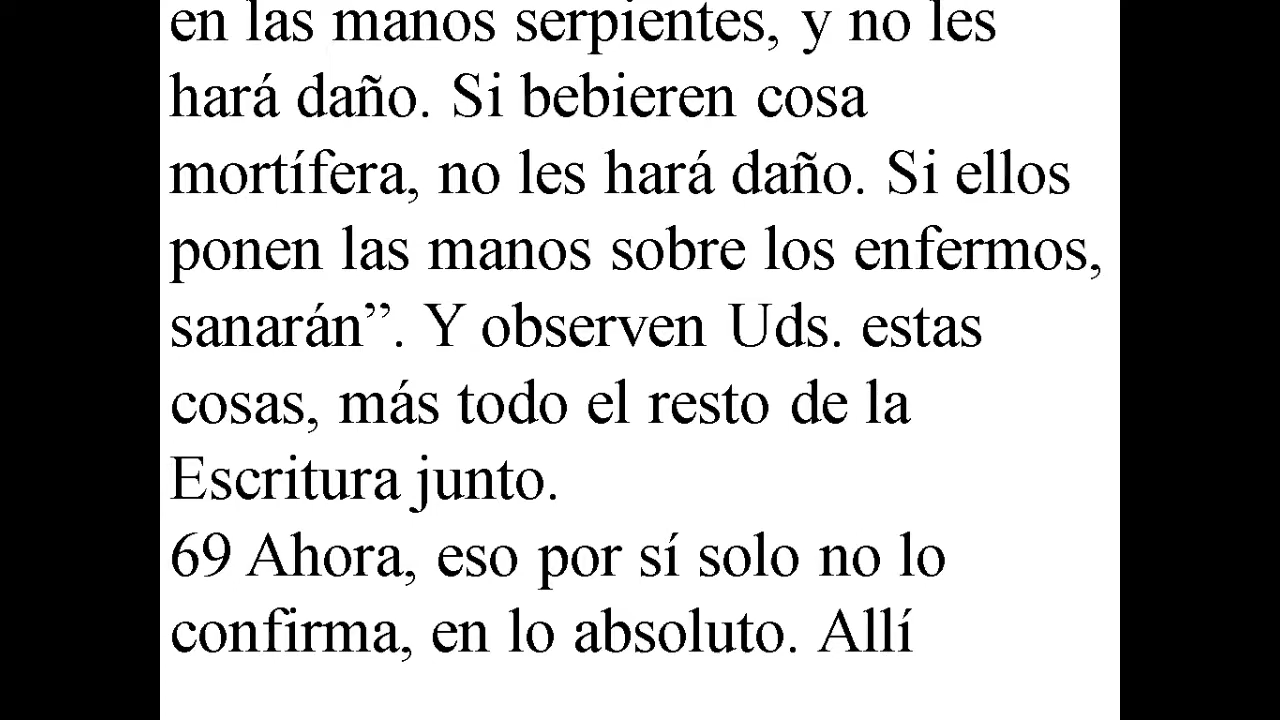 en las manos serpientes, y no les
hará daño. Si bebieren cosa
mortífera, no les hará daño. Si ellos
ponen las manos sobre los enfermos,
sanarán”. Y observen Uds. estas
cosas, más todo el resto de la
Escritura junto.
69 Ahora, eso por sí solo no lo
confirma, en lo absoluto. Allí